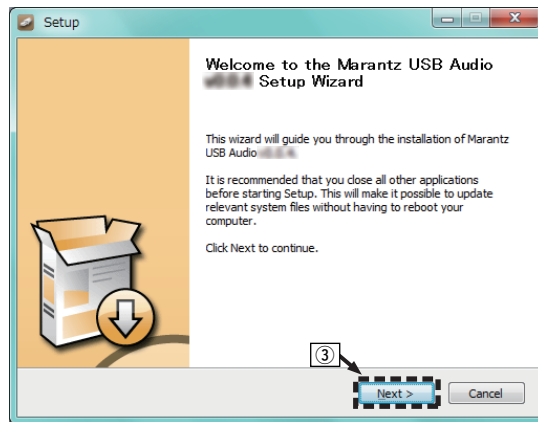 Setup
Welcome to the Marantz USB Audio
Setup Wizard
This wizard will guide you through the installation of Marantz
USB Audio
It is recommended that you close all other applications
before starting Setup. This will make it possible to update
relevant system files without having to reboot your
computer.
Click Next to continue.
③
Next >
Cancel